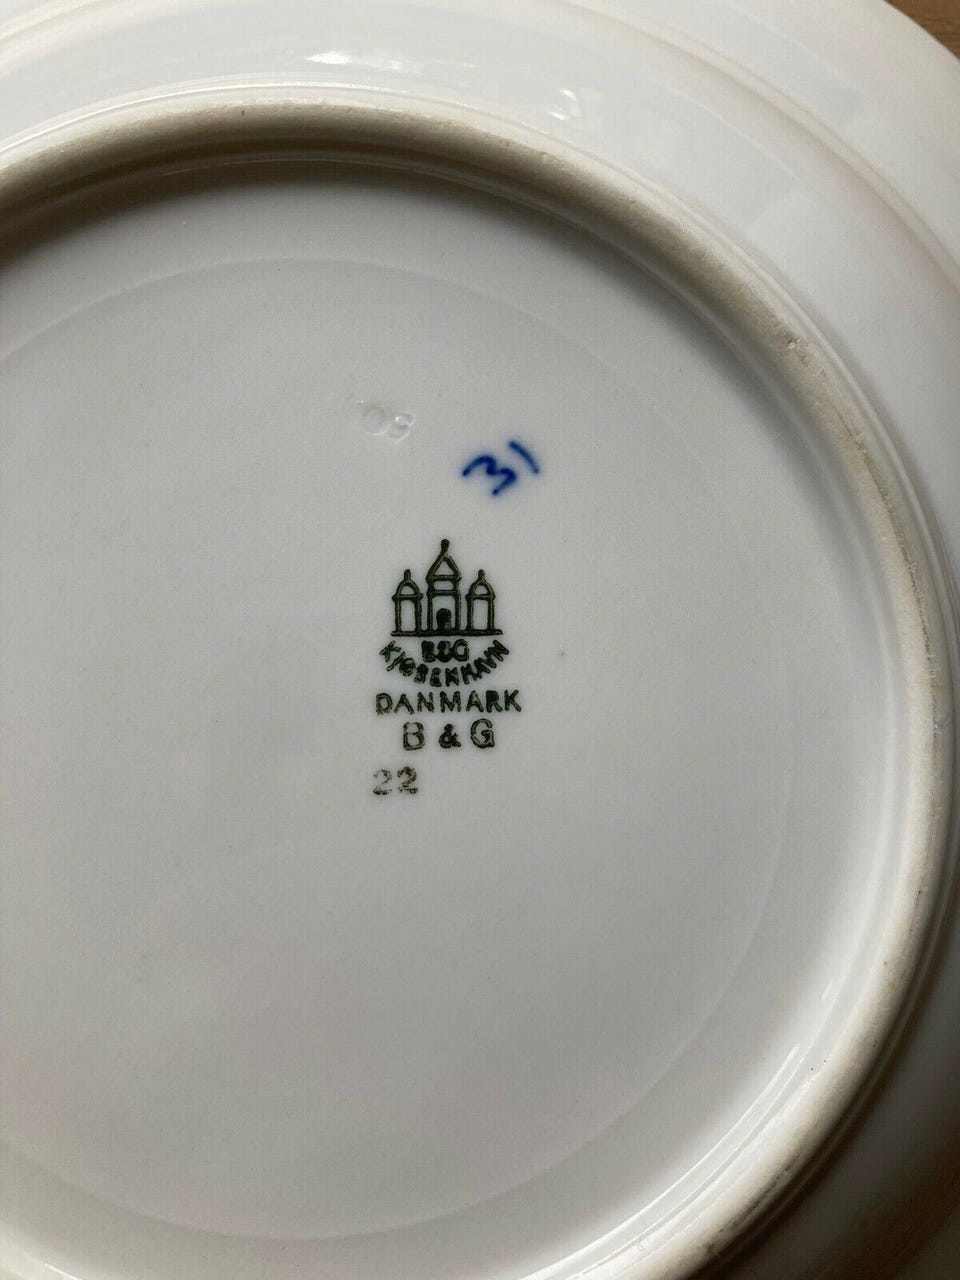 31
B&G
KJØBENHAVN
DANMARK
B & G
22